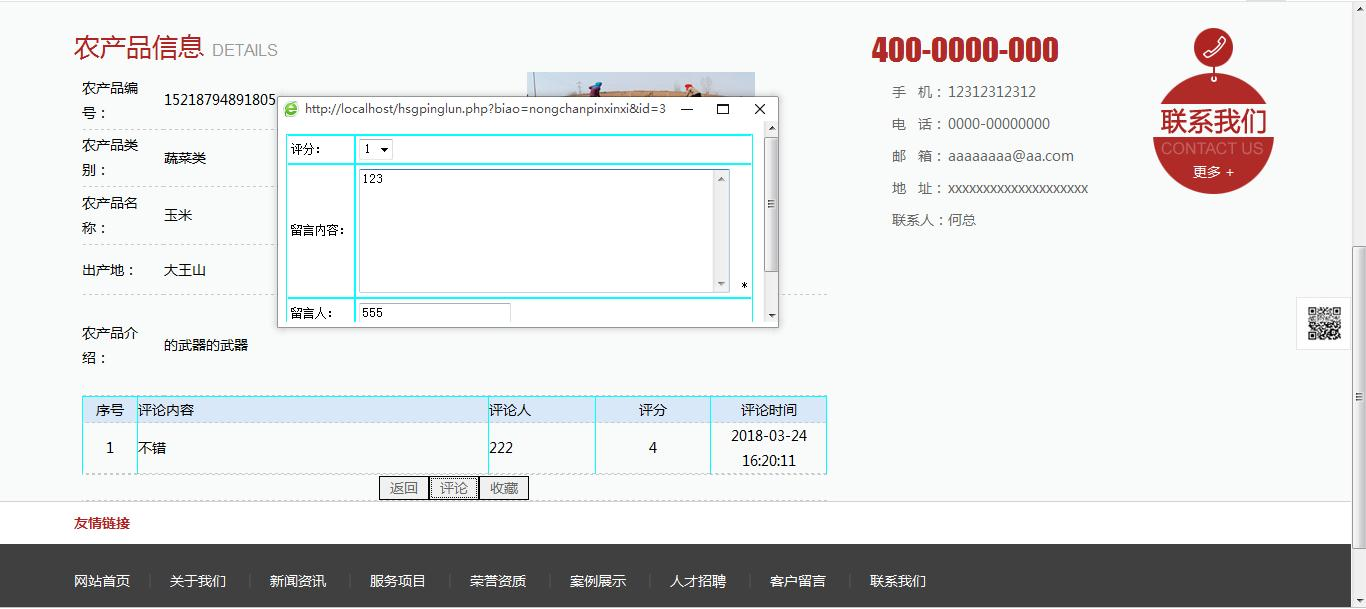 农产品信息 DETAILS
农产品编号： 15218794891805
农产品类别： 蔬菜类
农产品名称： 玉米
出产地： 大王山
农产品介绍： 的武器的武器
http://localhost/hsgpinglun.php?biao=nongchanpinxinxi&id=3
评分： 1
留言内容： 123 *
留言人： 555
序号 评论内容 评论人 评分 评论时间
1 不错 222 4 2018-03-24 16:20:11
返回 评论 收藏
400-0000-000
手 机：12312312312
电 话：0000-00000000
邮 箱：aaaaaaaa@aa.com
地 址：xxxxxxxxxxxxxxxxxxxx
联系人：何总
联系我们
CONTACT US
更多 +
友情链接
网站首页 关于我们 新闻资讯 服务项目 荣誉资质 案例展示 人才招聘 客户留言 联系我们